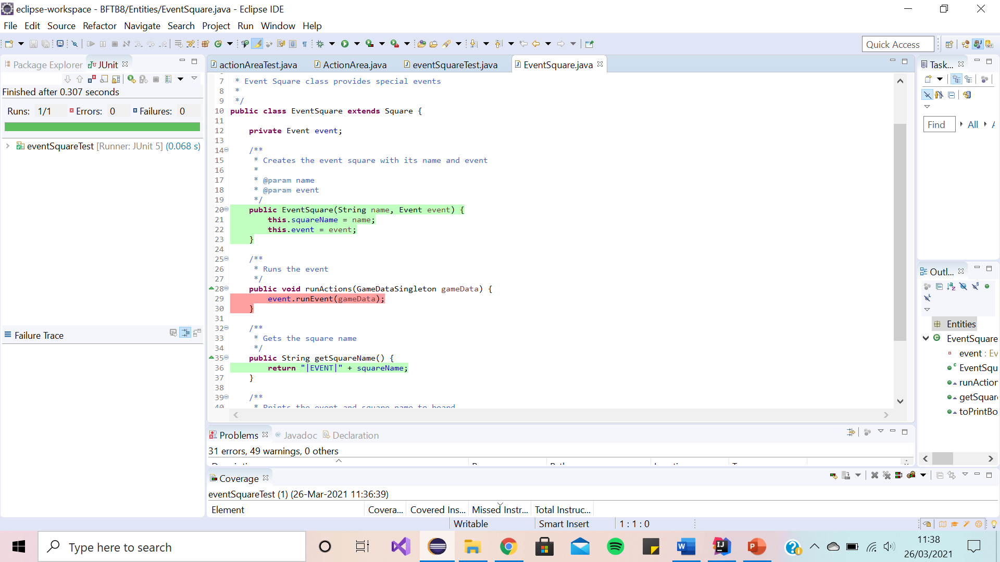 eclipse-workspace - BFTB8/Entities/EventSquare.java - Eclipse IDE
File Edit Source Refactor Navigate Search Project Run Window Help
Quick Access
Package Explorer JUnit
Finished after 0.307 seconds
Runs: 1/1 Errors: 0 Failures: 0
eventSquareTest [Runner: JUnit 5] (0.068 s)
Failure Trace
actionAreaTest.java ActionArea.java eventSquareTest.java EventSquare.java
7 * Event Square class provides special events
8 *
9 */
10 public class EventSquare extends Square {
11
12 private Event event;
13
14 /**
15 * Creates the event square with its name and event
16 *
17 * @param name
18 * @param event
19 */
20 public EventSquare(String name, Event event) {
21 this.squareName = name;
22 this.event = event;
23 }
24
25 /**
26 * Runs the event
27 */
28 public void runActions(GameDataSingleton gameData) {
29 event.runEvent(gameData);
30 }
31
32 /**
33 * Gets the square name
34 */
35 public String getSquareName() {
36 return "|EVENT|" + squareName;
37 }
38
39 /**
40 * Prints the event and square name to board
Task...
Find All
Outl...
Entities
EventSquare
event : Ev
EventSqu
runAction
getSquar
toPrintBo
Problems Javadoc Declaration
31 errors, 49 warnings, 0 others
Coverage
eventSquareTest (1) (26-Mar-2021 11:36:39)
Element Covera... Covered Ins... Missed Instr... Total Instruc...
Writable Smart Insert 1 : 1 : 0
Type here to search
11:38
26/03/2021